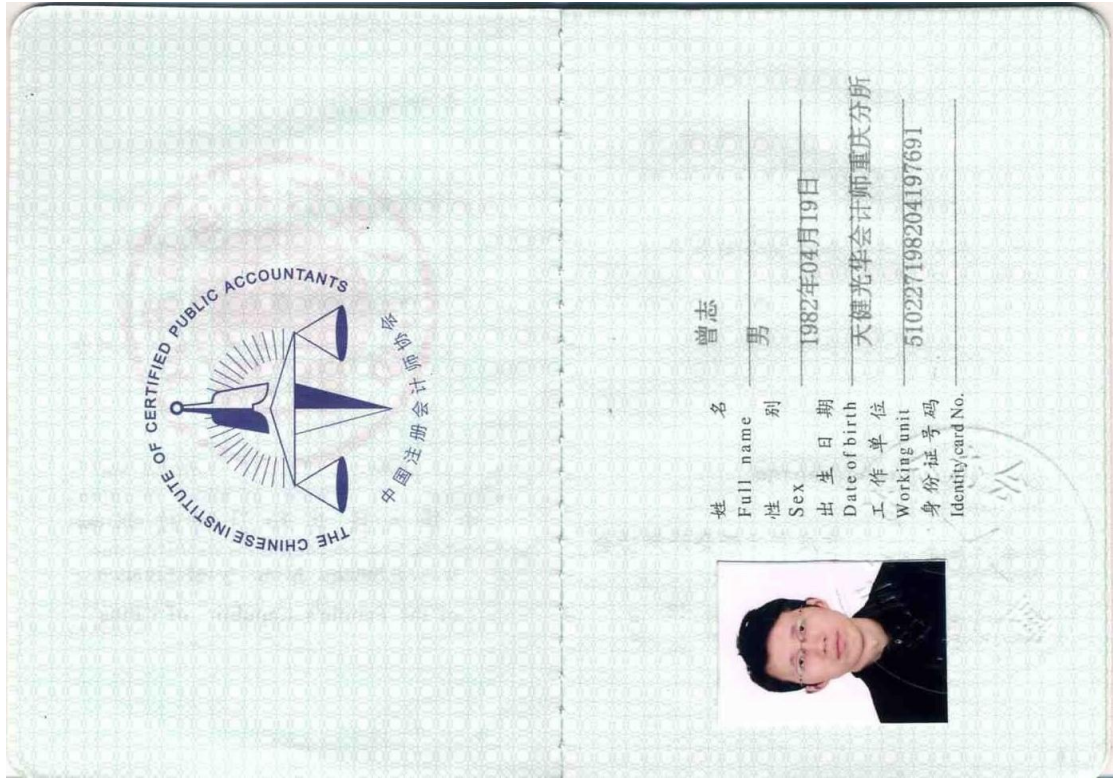 THE CHINESE INSTITUTE OF CERTIFIED PUBLIC ACCOUNTANTS
中国注册会计师协会
姓 名 曾志
Full name
性 别 男
Sex
出 生 日 期 1982年04月19日
Date of birth
工 作 单 位 天健光华会计师重庆分所
Working unit
身 份 证 号 码 510227198204197691
Identity card No.